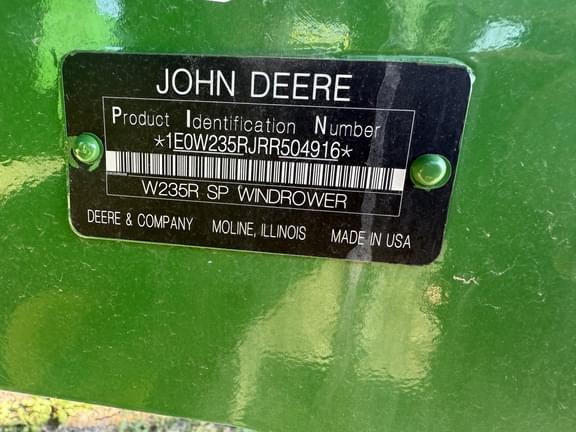 JOHN DEERE
Product Identification Number
*1E0W235RJRR504916*
W235R SP WINDROWER
DEERE & COMPANY MOLINE, ILLINOIS MADE IN USA